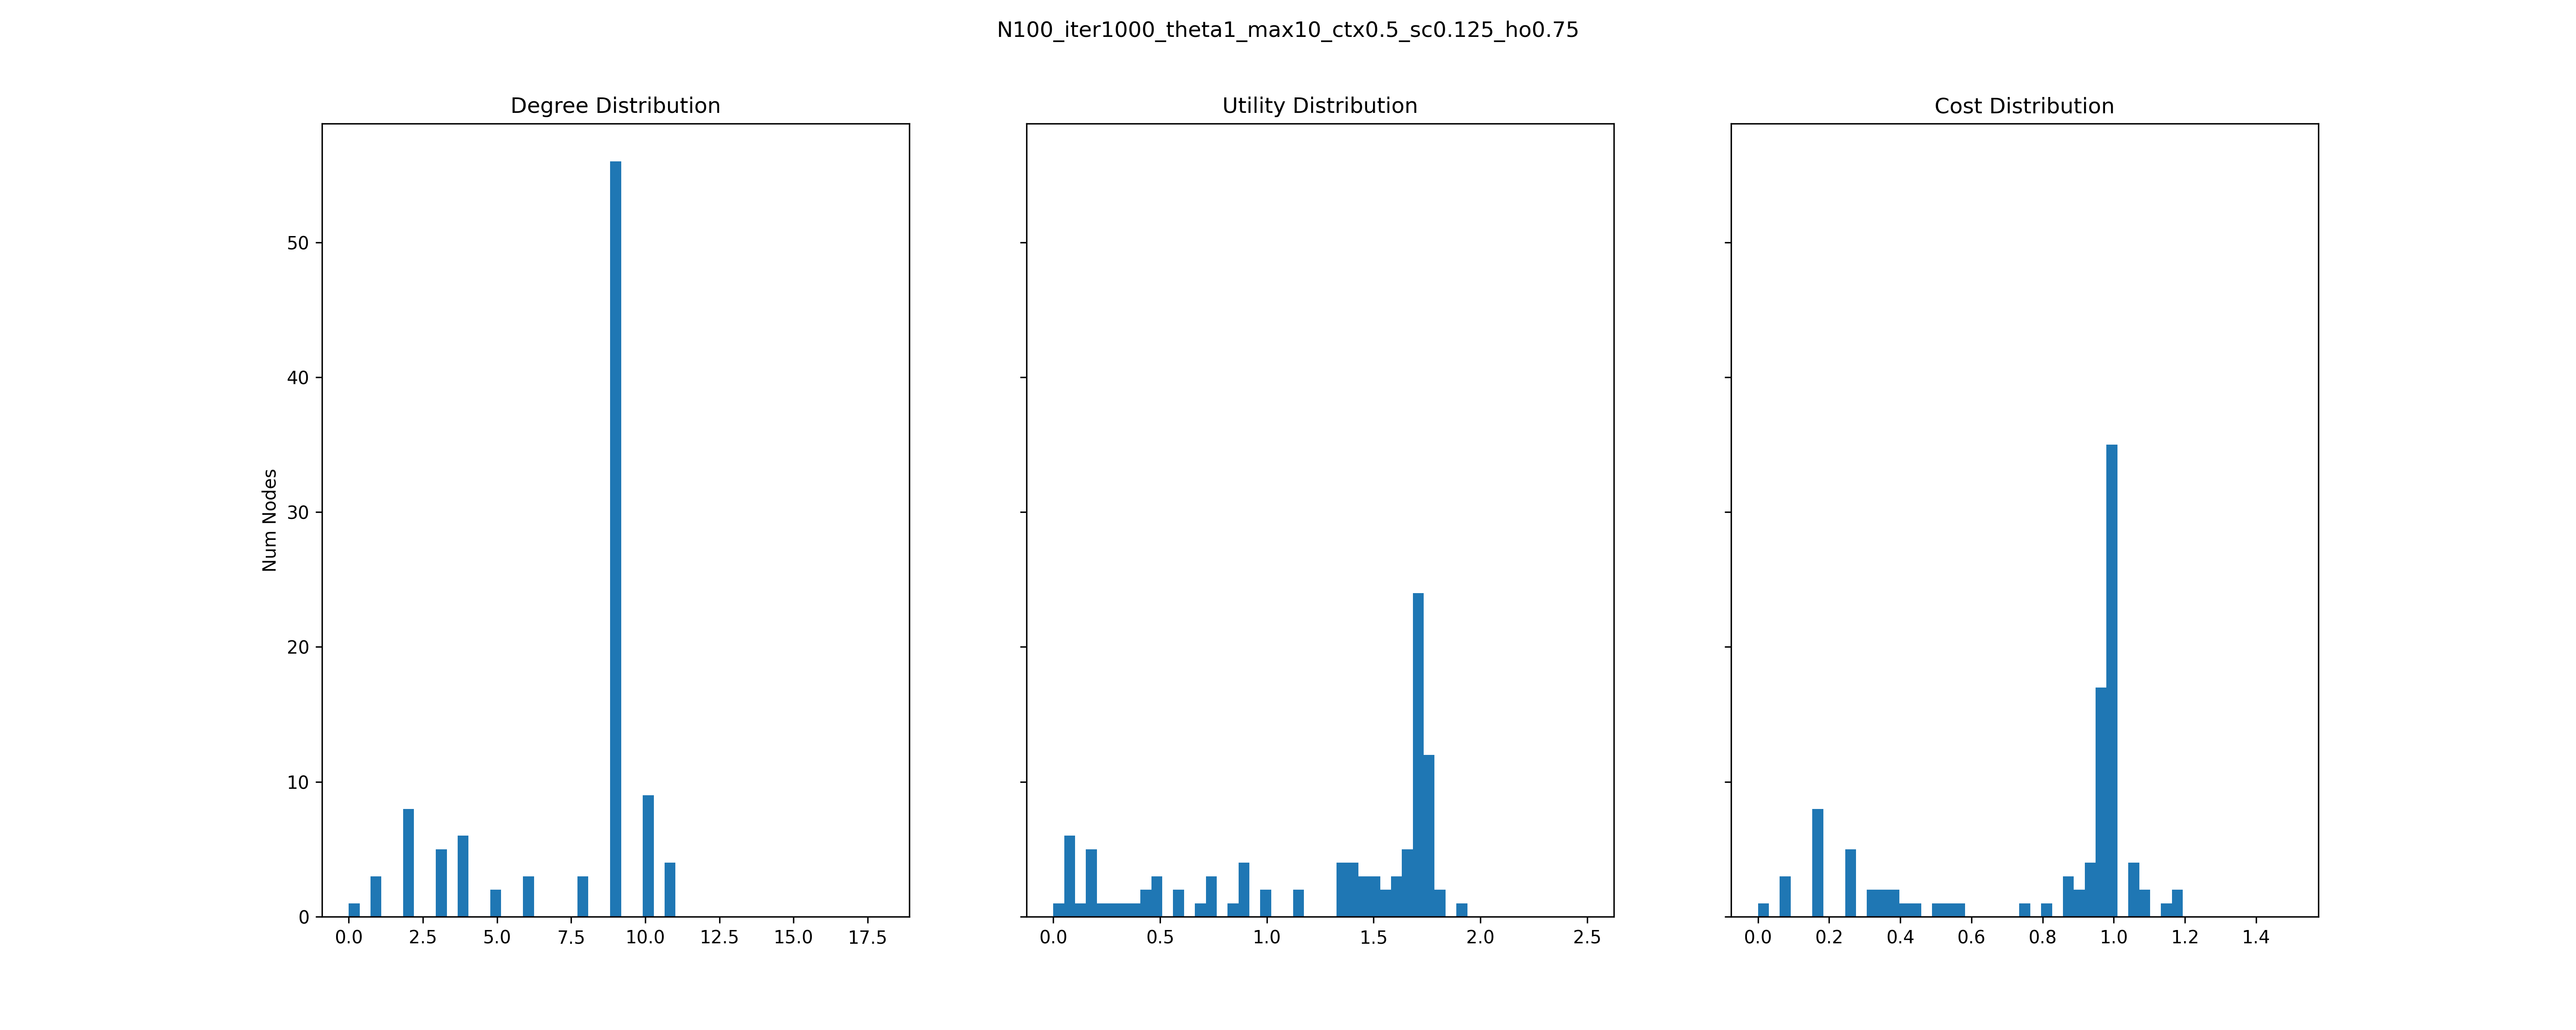 N100_iter1000_theta1_max10_ctx0.5_sc0.125_ho0.75
Degree Distribution
Num Nodes
50
40
30
20
10
0
0.0 2.5 5.0 7.5 10.0 12.5 15.0 17.5
Utility Distribution
0.0 0.5 1.0 1.5 2.0 2.5
Cost Distribution
0.0 0.2 0.4 0.6 0.8 1.0 1.2 1.4